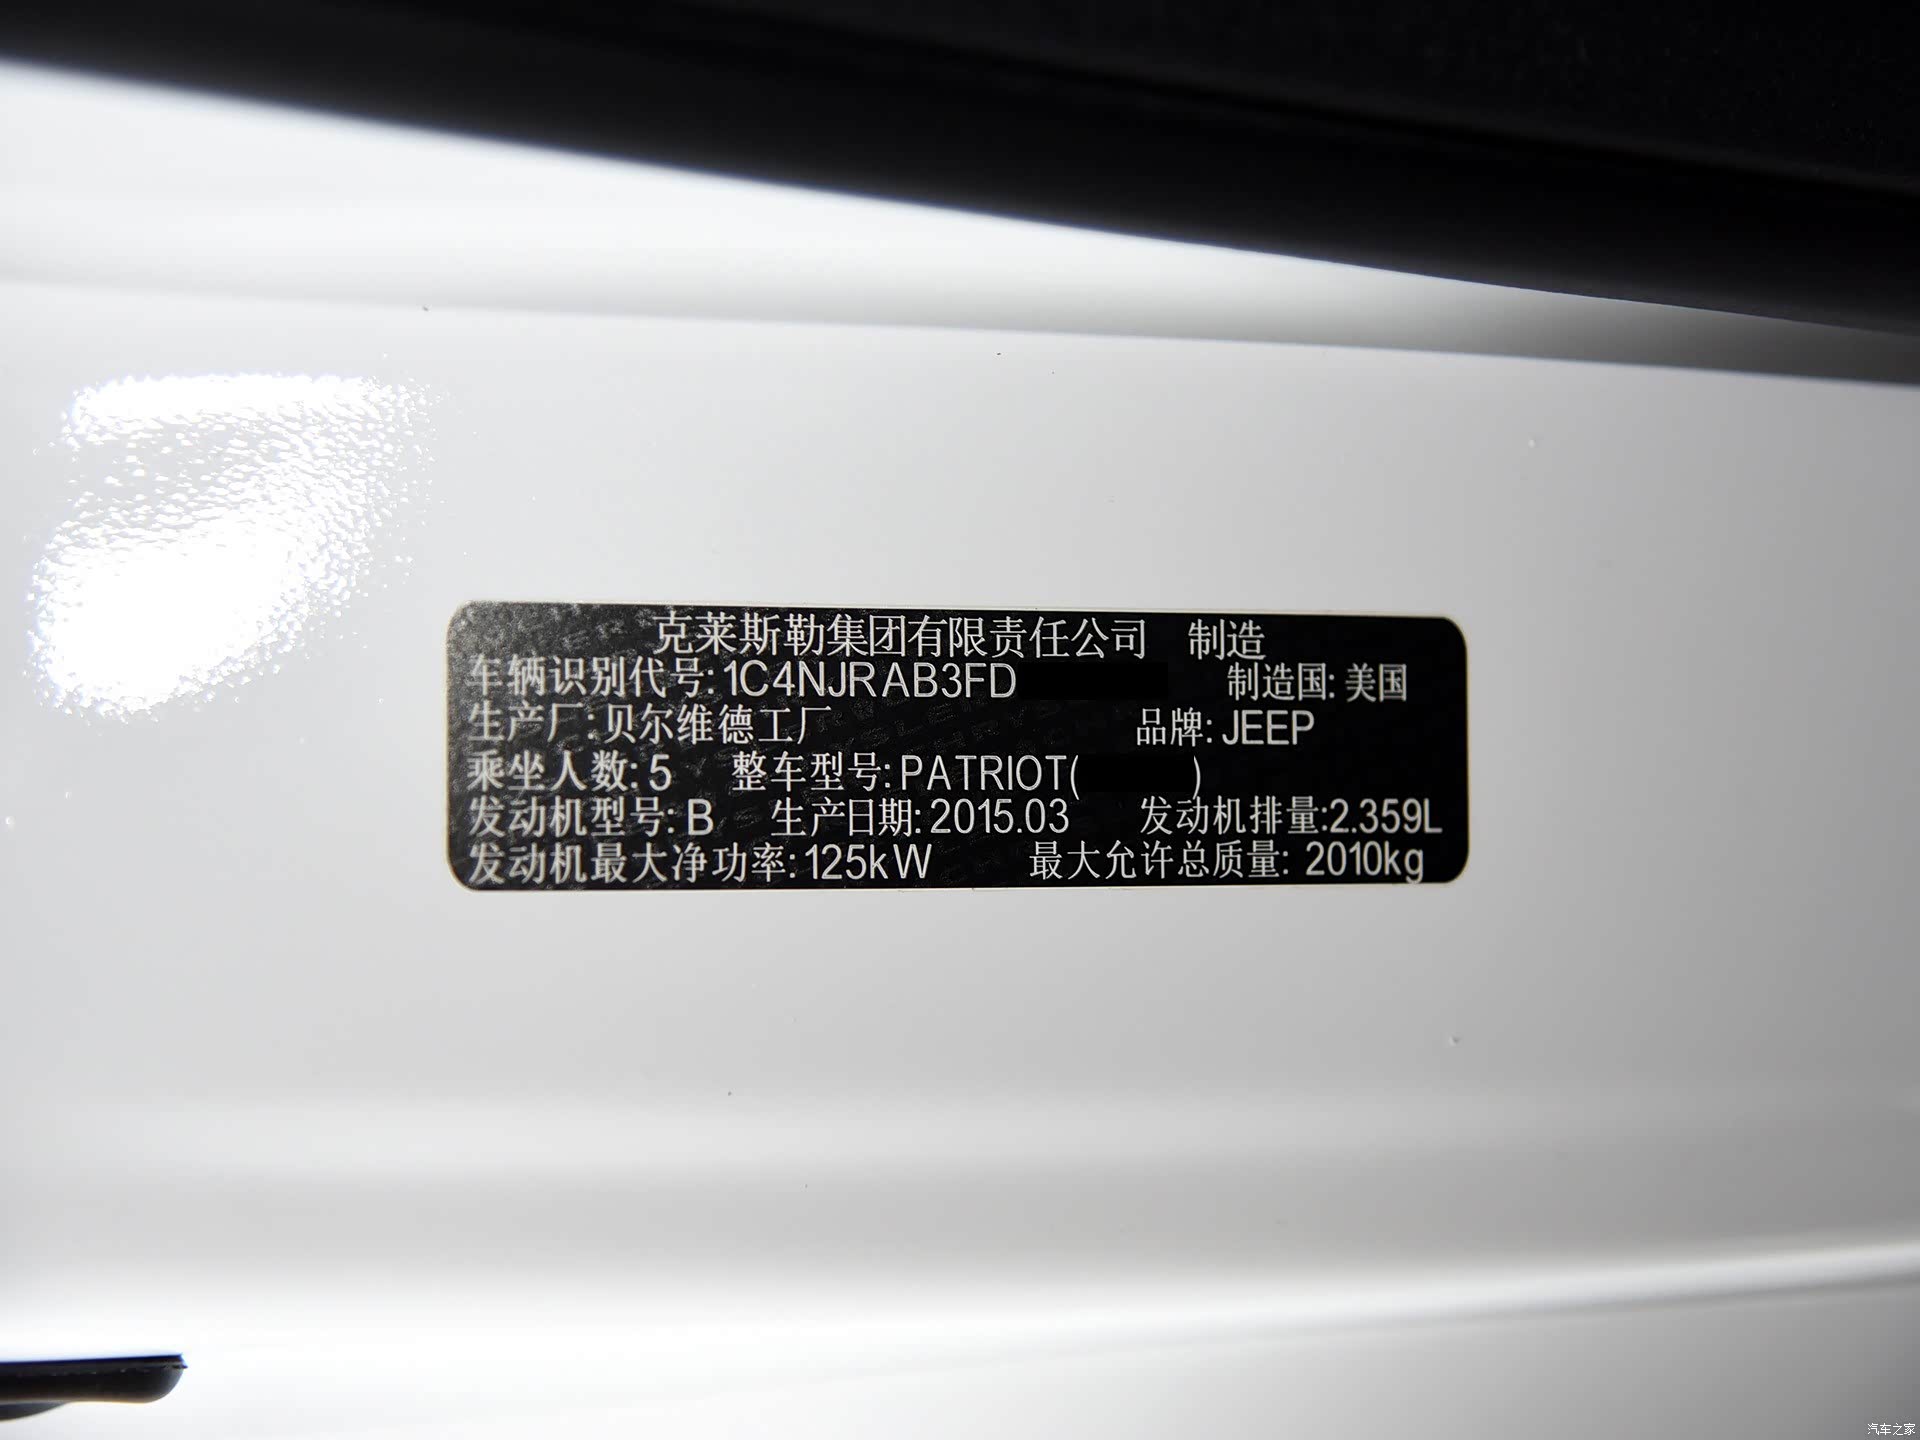 克莱斯勒集团有限责任公司 制造
车辆识别代号: 1C4NJRAB3FD 制造国: 美国
生产厂: 贝尔维德工厂 品牌: JEEP
乘坐人数: 5 整车型号: PATRIOT( )
发动机型号: B 生产日期: 2015.03 发动机排量:2.359L
发动机最大净功率: 125kW 最大允许总质量: 2010kg
汽车之家